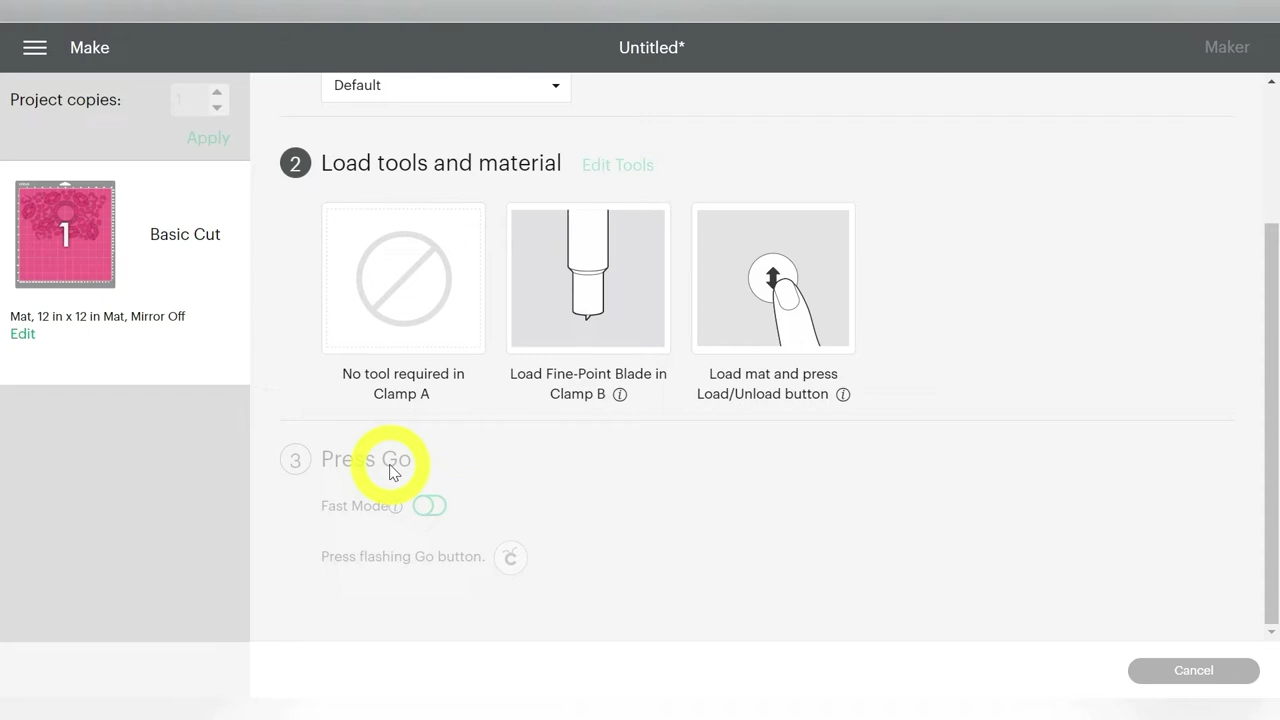 Make
Untitled*
Maker
Project copies:
1
Apply
1
Basic Cut
Mat, 12 in x 12 in Mat, Mirror Off
Edit
Default
2 Load tools and material Edit Tools
No tool required in
Clamp A
Load Fine-Point Blade in
Clamp B
Load mat and press
Load/Unload button
3 Press Go
Fast Mode
Press flashing Go button.
Cancel